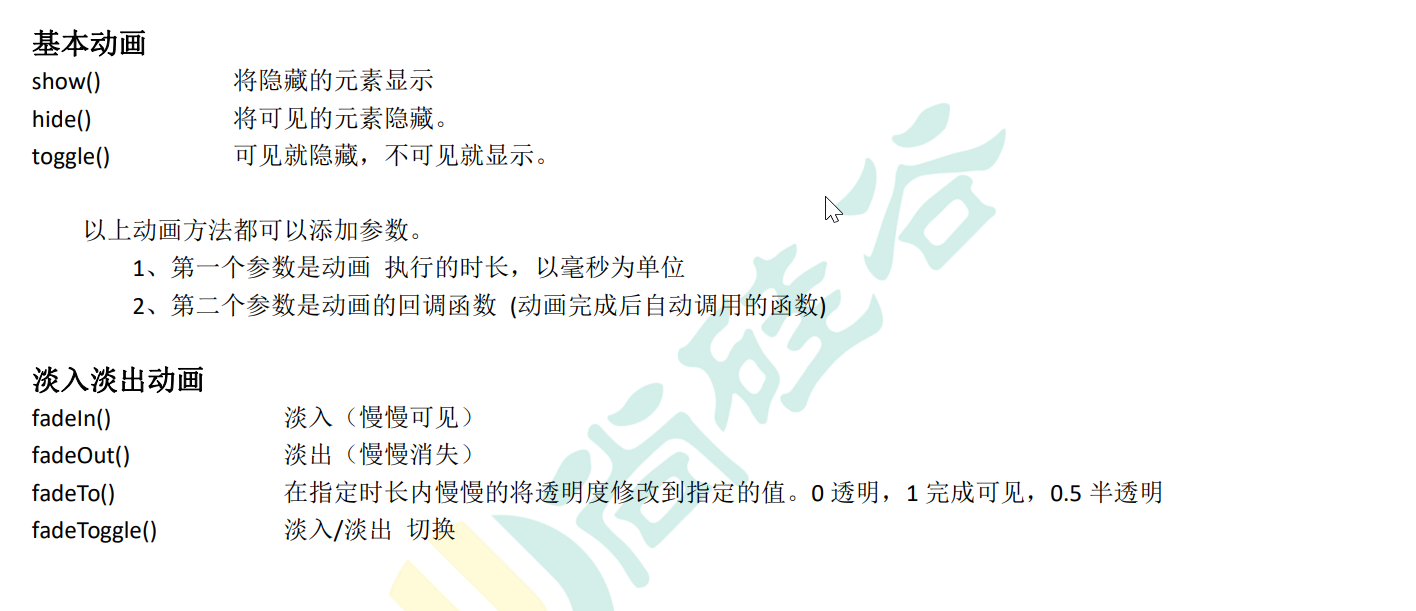 基本动画
show() 将隐藏的元素显示
hide() 将可见的元素隐藏。
toggle() 可见就隐藏，不可见就显示。
以上动画方法都可以添加参数。
1、第一个参数是动画 执行的时长，以毫秒为单位
2、第二个参数是动画的回调函数 (动画完成后自动调用的函数)
淡入淡出动画
fadeIn() 淡入（慢慢可见）
fadeOut() 淡出（慢慢消失）
fadeTo() 在指定时长内慢慢的将透明度修改到指定的值。0 透明，1 完成可见，0.5 半透明
fadeToggle() 淡入/淡出 切换
尚硅谷